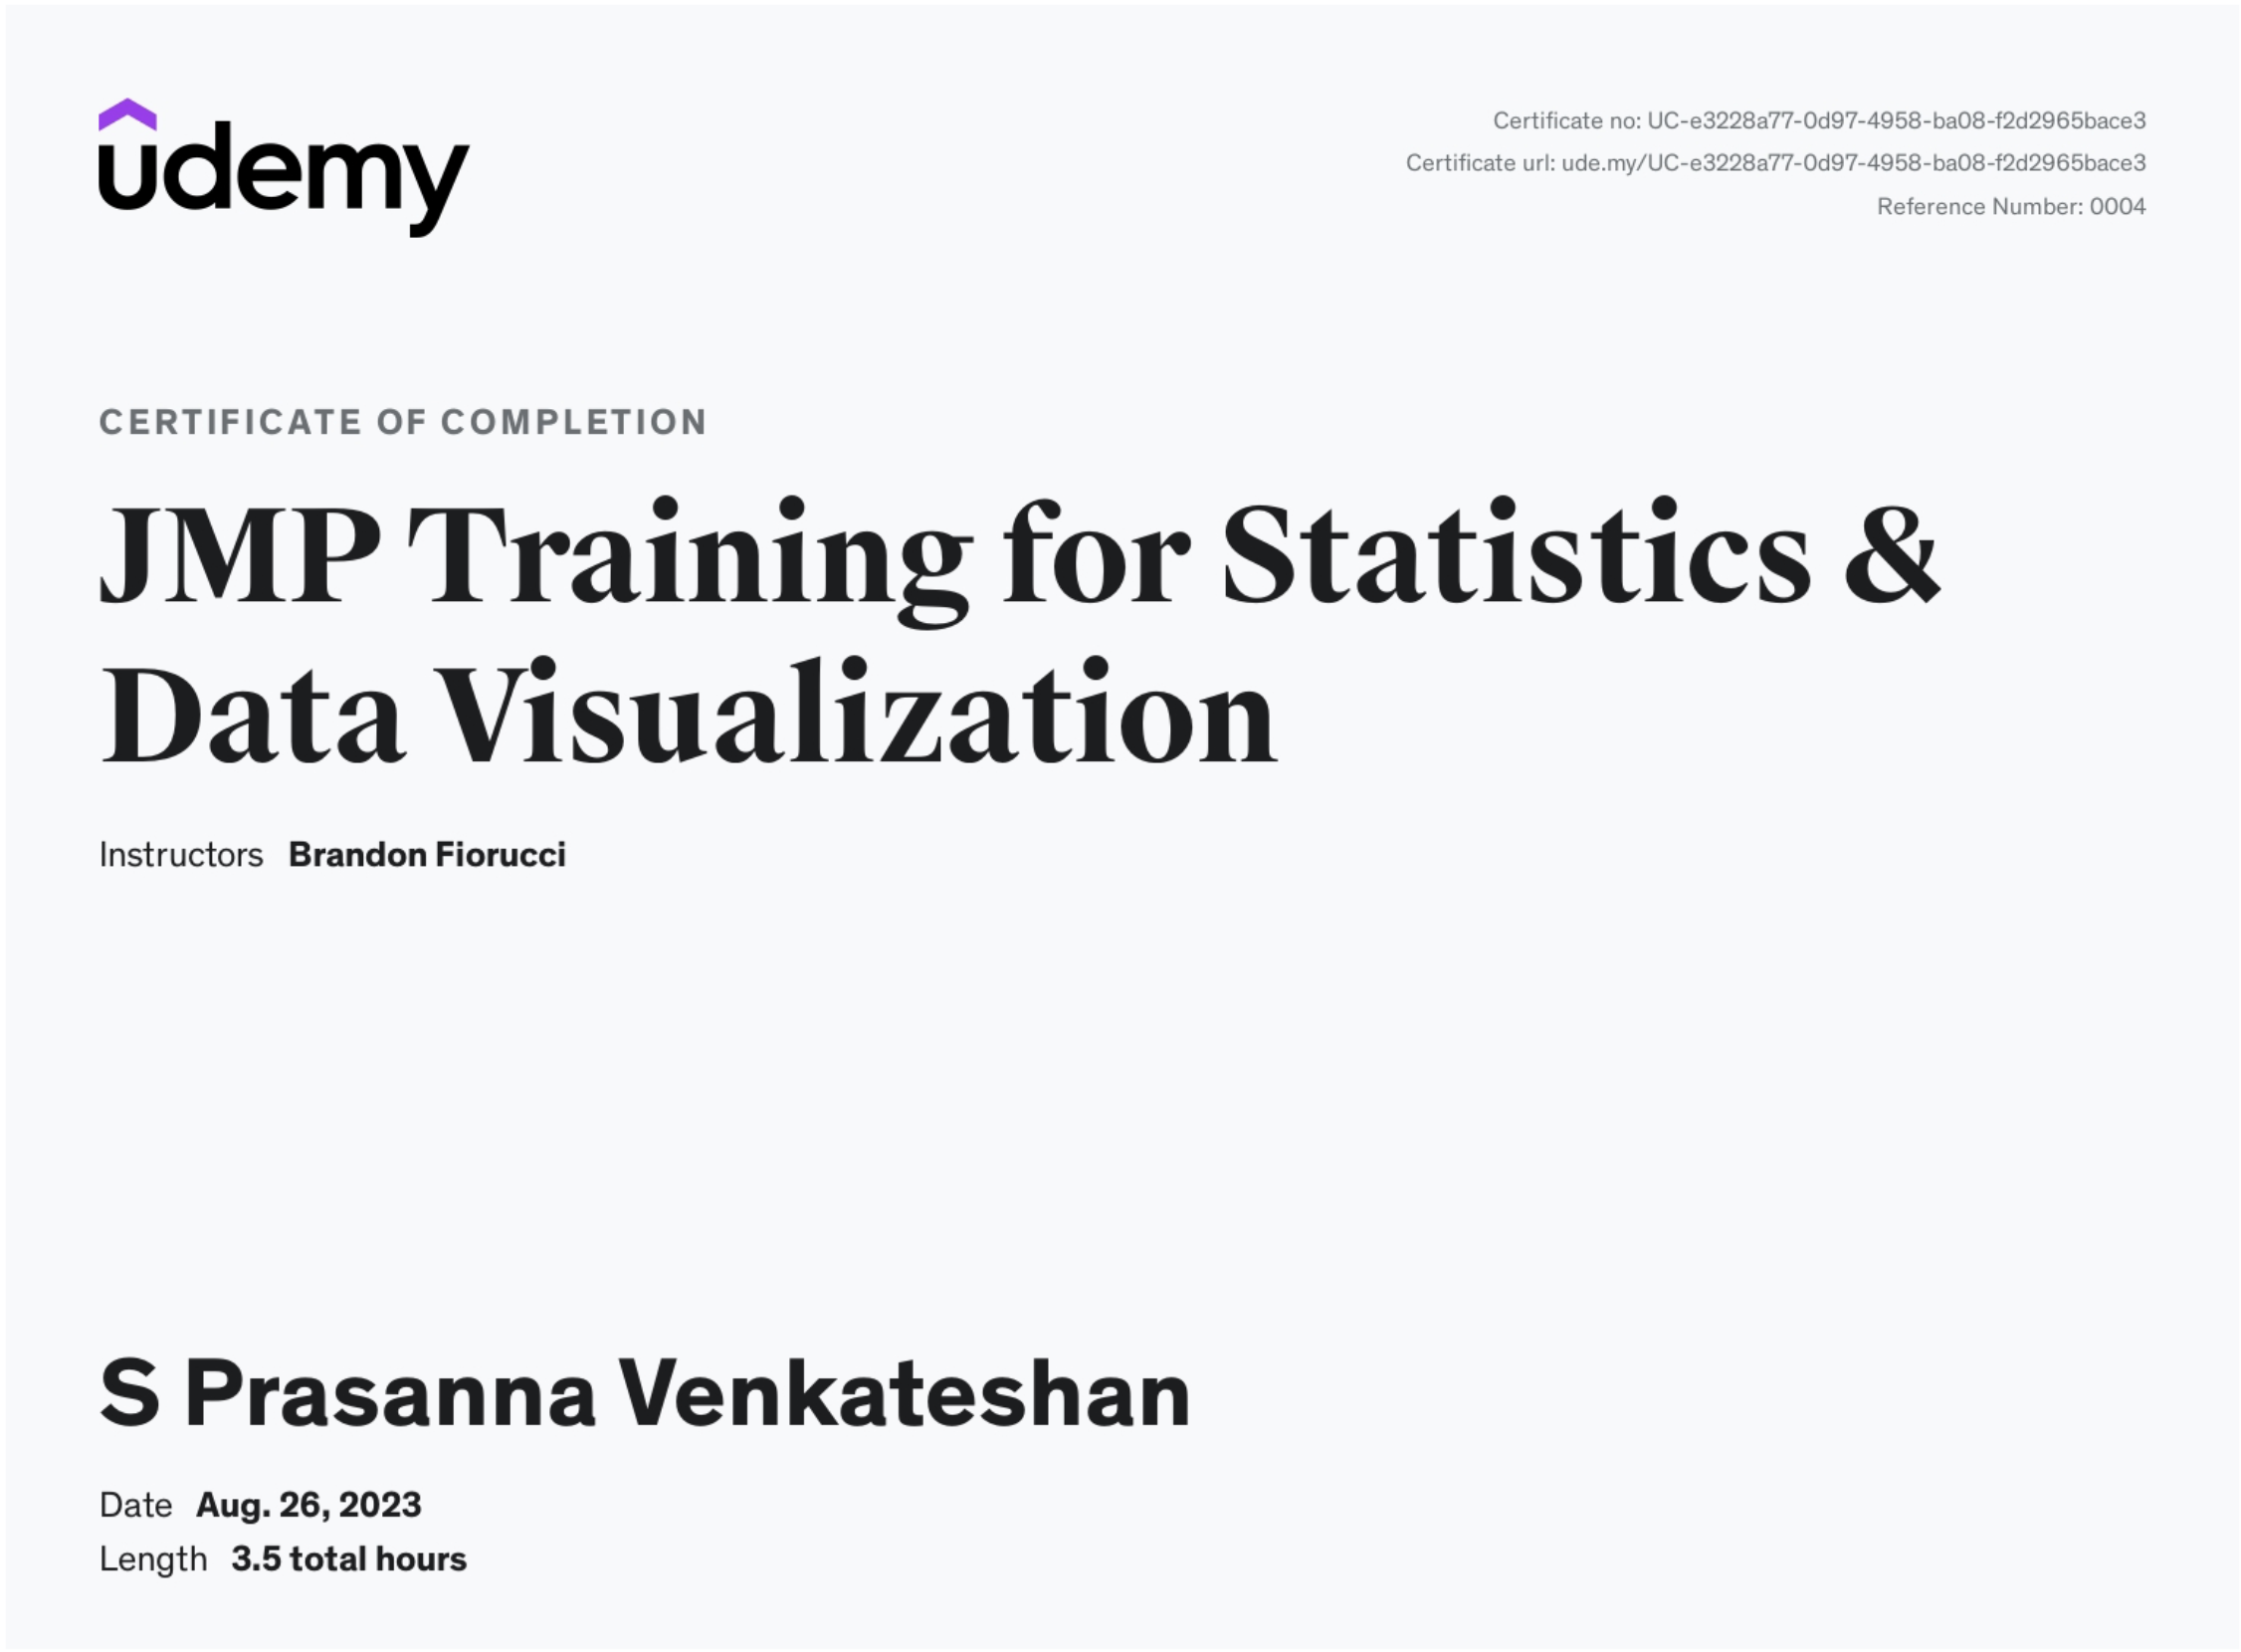 udemy
Certificate no: UC-e3228a77-0d97-4958-ba08-f2d2965bace3
Certificate url: ude.my/UC-e3228a77-0d97-4958-ba08-f2d2965bace3
Reference Number: 0004
CERTIFICATE OF COMPLETION
JMP Training for Statistics &
Data Visualization
Instructors Brandon Fiorucci
S Prasanna Venkateshan
Date Aug. 26, 2023
Length 3.5 total hours